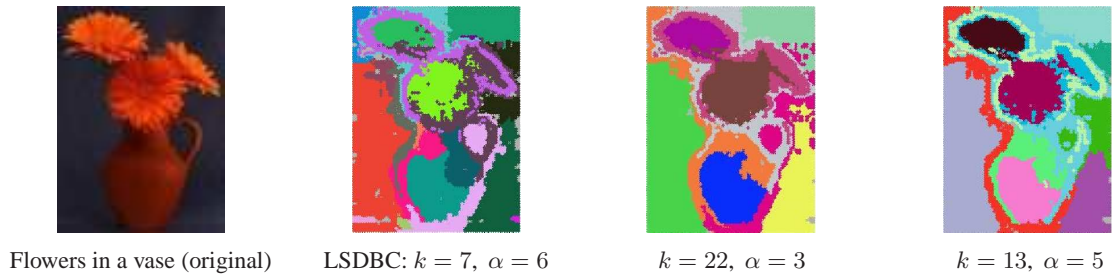 Flowers in a vase (original) LSDBC: k = 7, α = 6 k = 22, α = 3 k = 13, α = 5